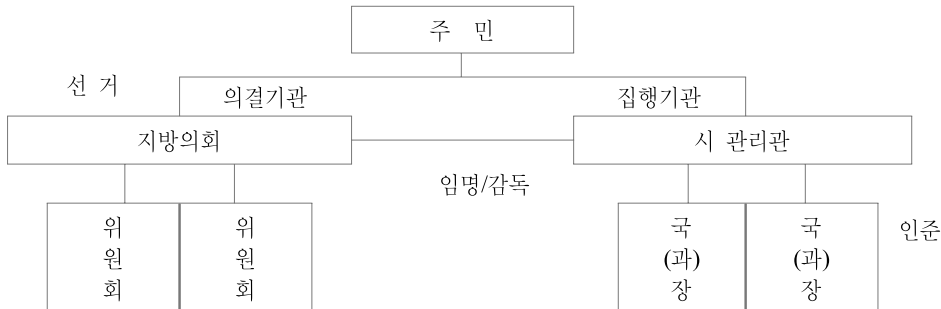 주 민
선 거
의결기관
집행기관
지방의회
시 관리관
임명/감독
위
원
회
위
원
회
국
(과)
장
국
(과)
장
인준